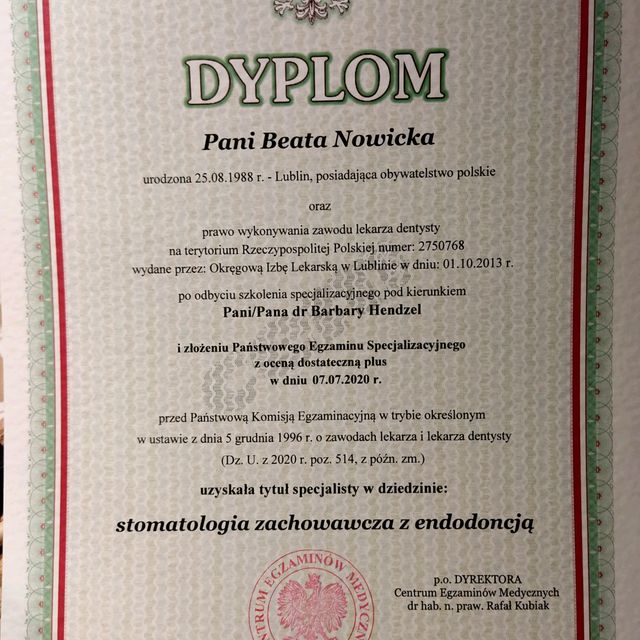 DYPLOM
Pani Beata Nowicka
urodzona 25.08.1988 r. - Lublin, posiadająca obywatelstwo polskie
oraz
prawo wykonywania zawodu lekarza dentysty
na terytorium Rzeczypospolitej Polskiej numer: 2750768
wydane przez: Okręgową Izbę Lekarską w Lublinie w dniu: 01.10.2013 r.
po odbyciu szkolenia specjalizacyjnego pod kierunkiem
Pani/Pana dr Barbary Hendzel
i złożeniu Państwowego Egzaminu Specjalizacyjnego
z oceną dostateczną plus
w dniu 07.07.2020 r.
przed Państwową Komisją Egzaminacyjną w trybie określonym
w ustawie z dnia 5 grudnia 1996 r. o zawodach lekarza i lekarza dentysty
(Dz. U. z 2020 r. poz. 514, z późn. zm.)
uzyskała tytuł specjalisty w dziedzinie:
stomatologia zachowawcza z endodoncją
CENTRUM EGZAMINÓW MEDYCZNYCH
p.o. DYREKTORA
Centrum Egzaminów Medycznych
dr hab. n. praw. Rafał Kubiak